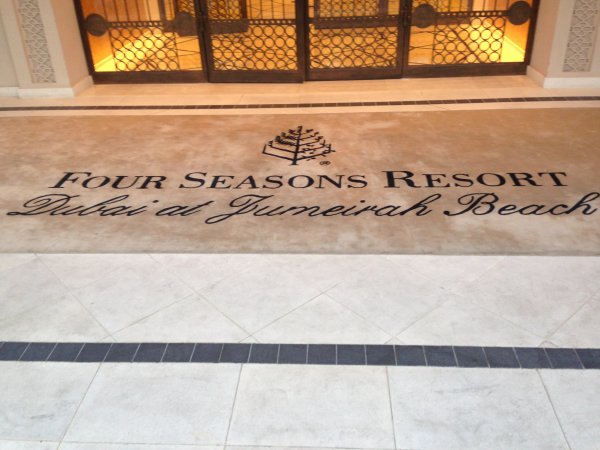 ®
FOUR SEASONS RESORT
Dubai at Jumeirah Beach